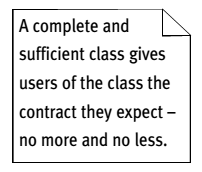 A complete and
sufficient class gives
users of the class the
contract they expect –
no more and no less.